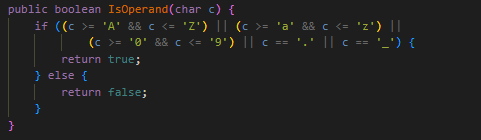 public boolean IsOperand(char c) {
if ((c >= 'A' && c <= 'Z') || (c >= 'a' && c <= 'z') ||
(c >= '0' && c <= '9') || c == '.' || c == '_') {
return true;
} else {
return false;
}
}